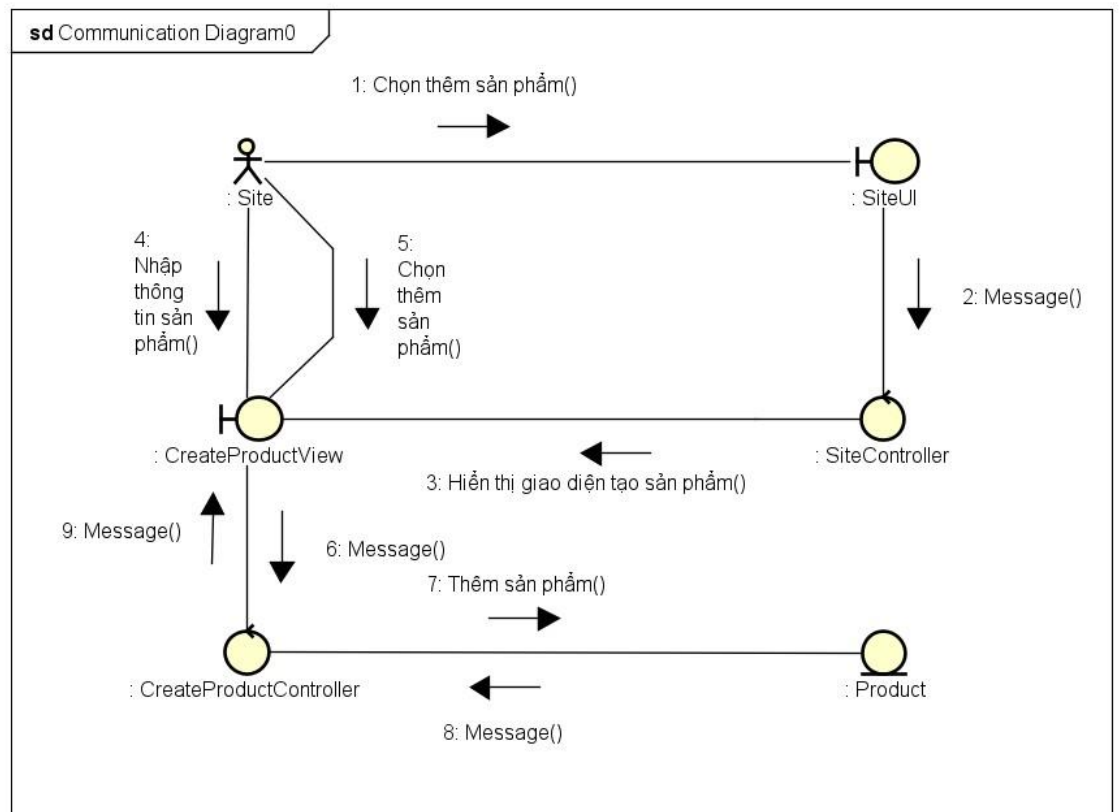 sd Communication Diagram0
1: Chọn thêm sản phẩm()
: Site
: SiteUI
4:
Nhập
thông
tin sản
phẩm()
5:
Chọn
thêm
sản
phẩm()
2: Message()
: CreateProductView
: SiteController
3: Hiển thị giao diện tạo sản phẩm()
9: Message()
6: Message()
7: Thêm sản phẩm()
: CreateProductController
: Product
8: Message()